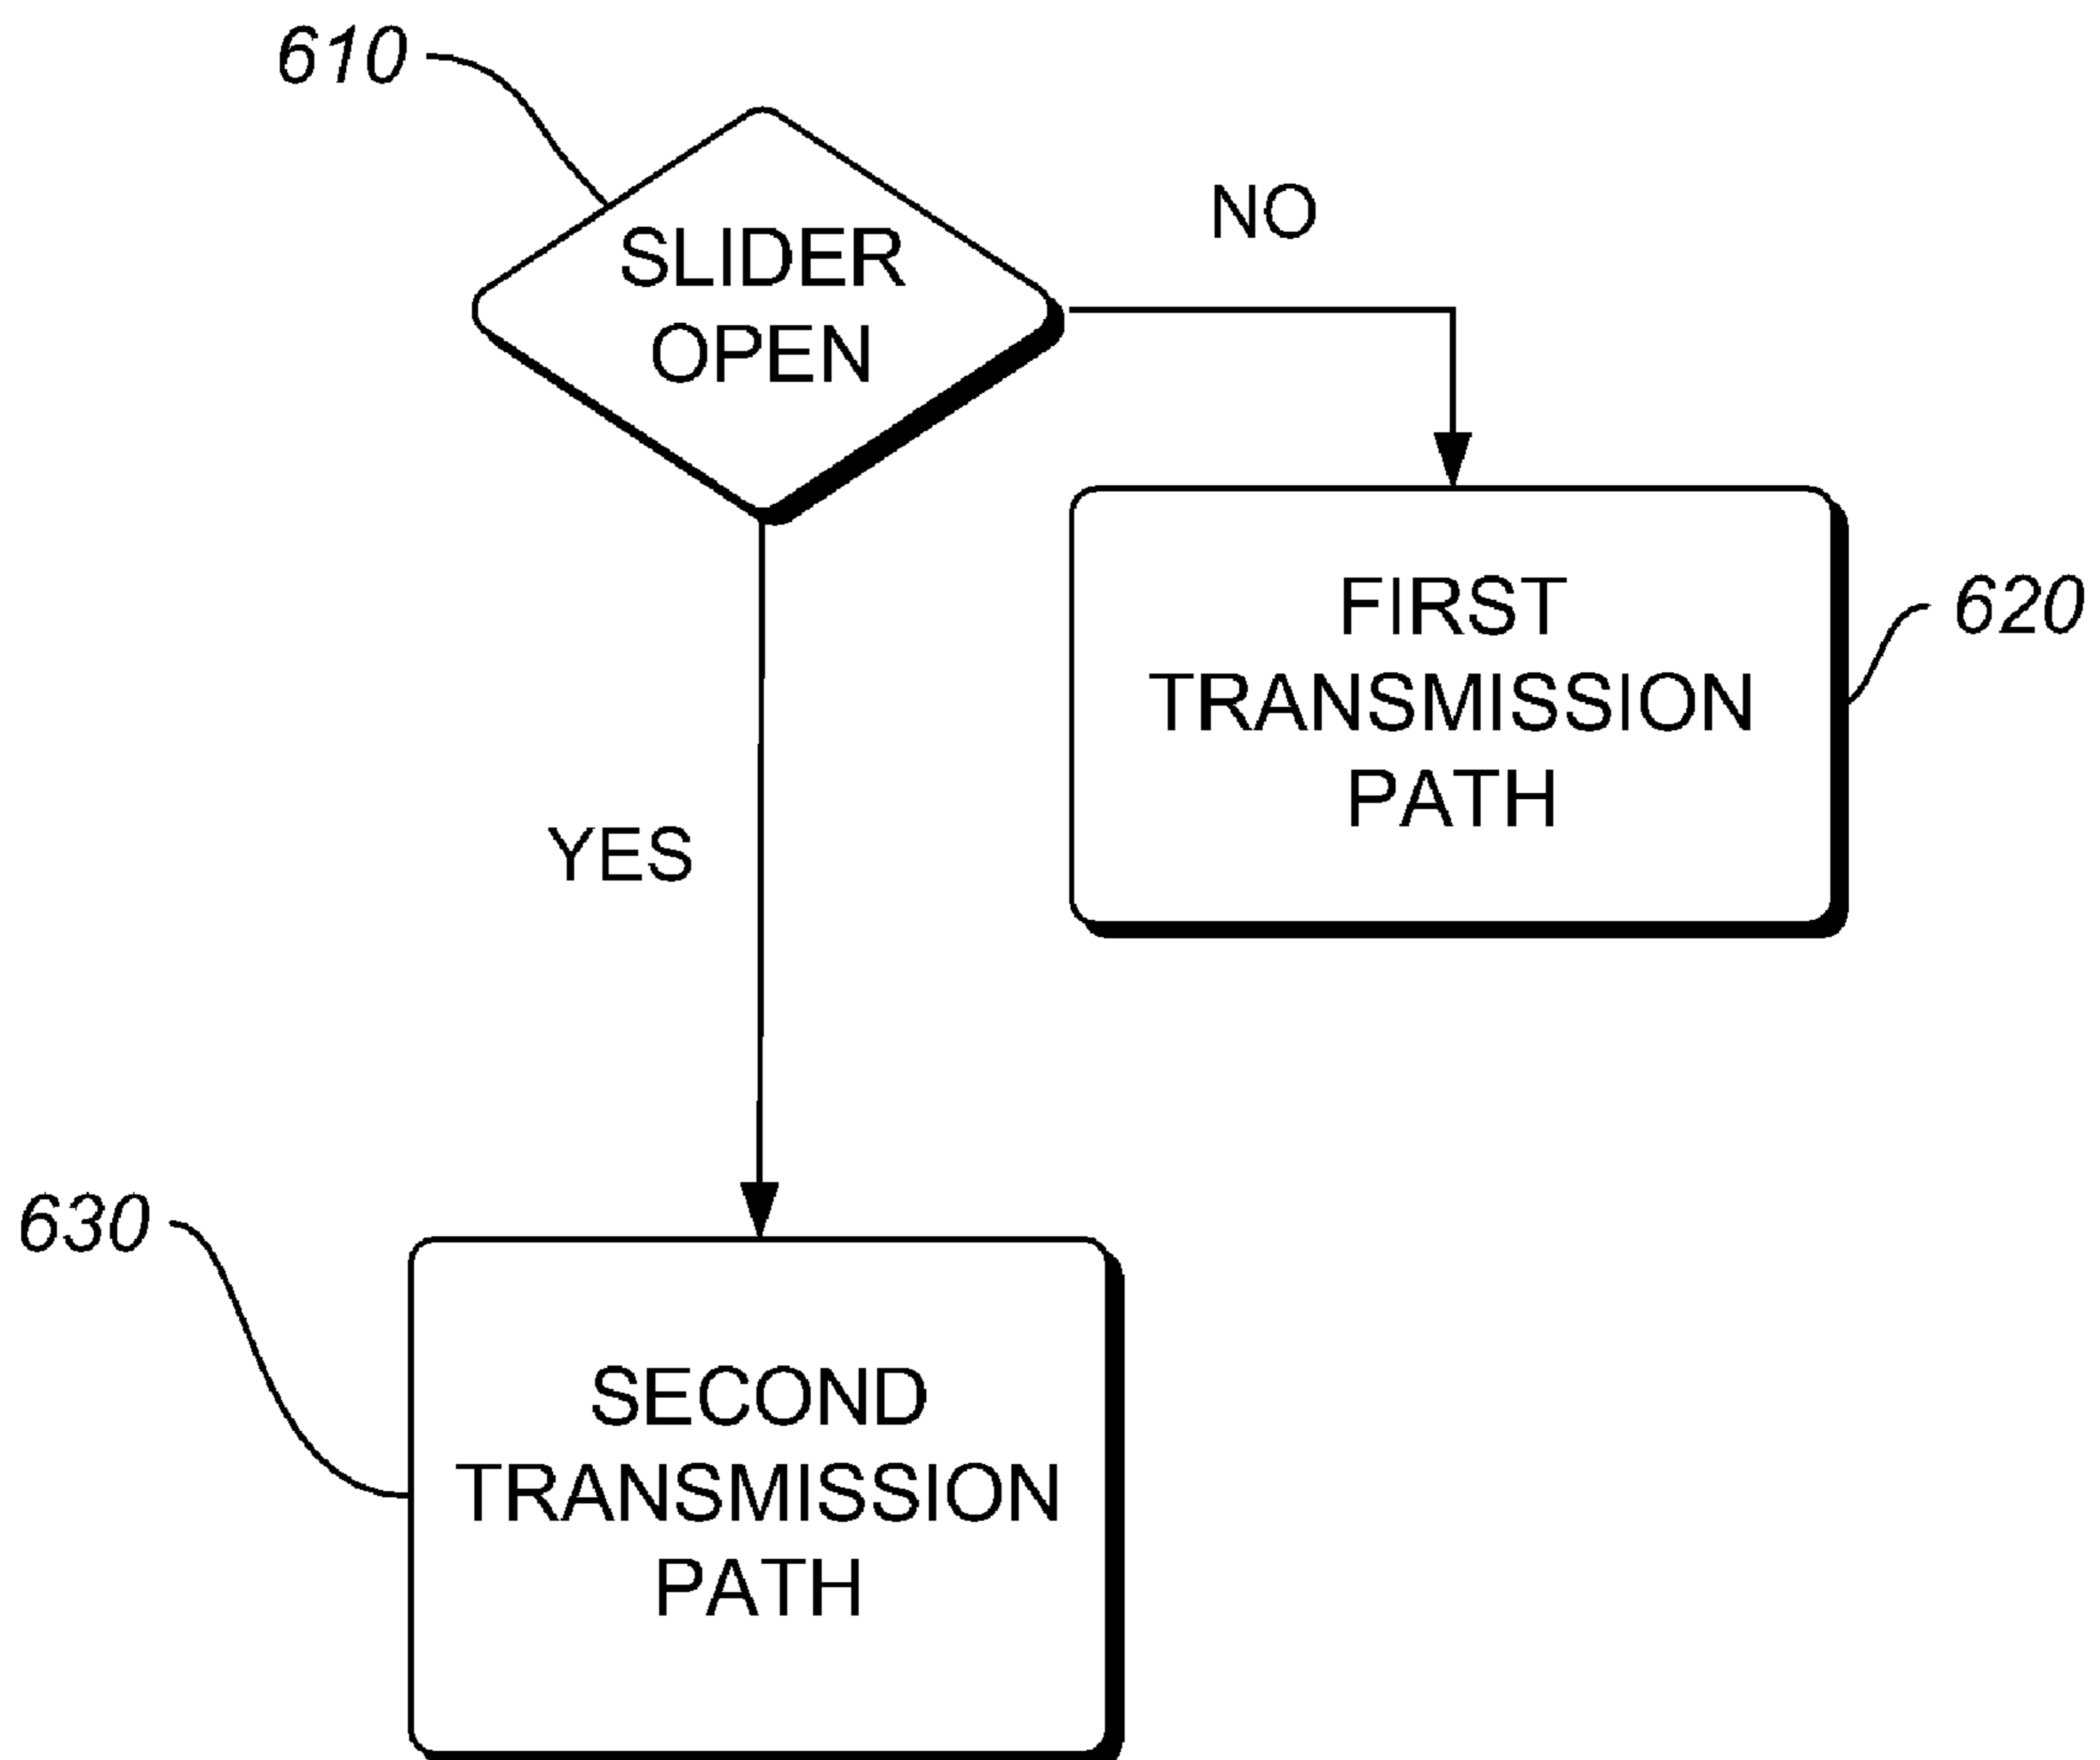 610
SLIDER
OPEN
NO
FIRST
TRANSMISSION
PATH
620
YES
630
SECOND
TRANSMISSION
PATH